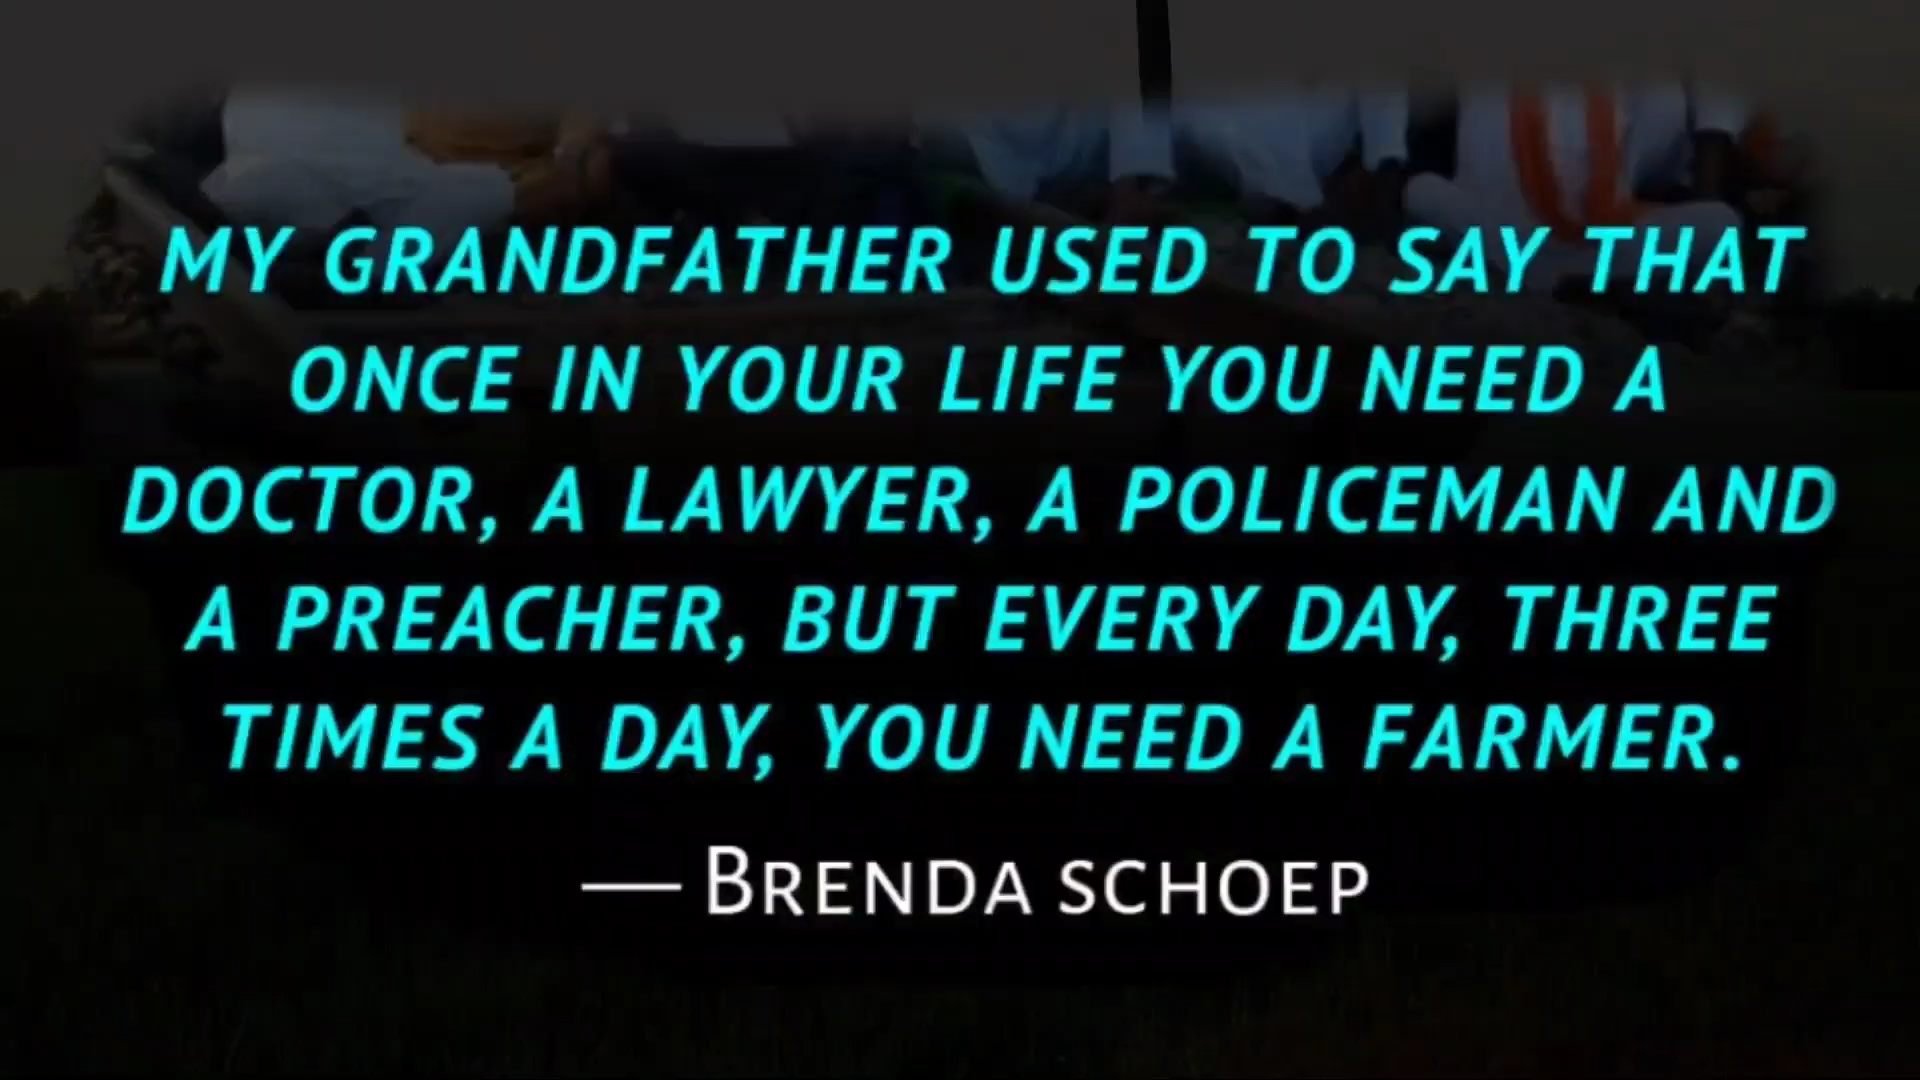 MY GRANDFATHER USED TO SAY THAT
ONCE IN YOUR LIFE YOU NEED A
DOCTOR, A LAWYER, A POLICEMAN AND
A PREACHER, BUT EVERY DAY, THREE
TIMES A DAY, YOU NEED A FARMER.
— BRENDA SCHOEP